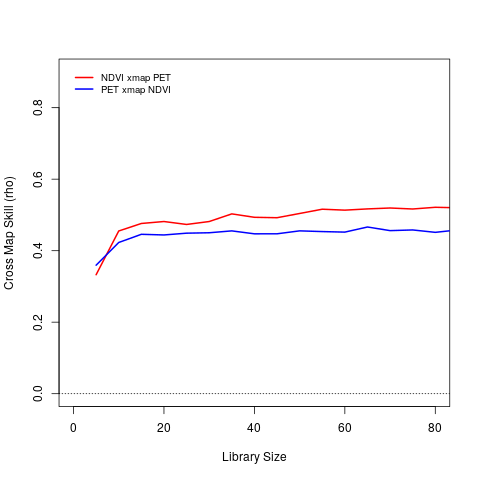 NDVI xmap PET
PET xmap NDVI
Cross Map Skill (rho)
0.8
0.6
0.4
0.2
0.0
0 20 40 60 80
Library Size